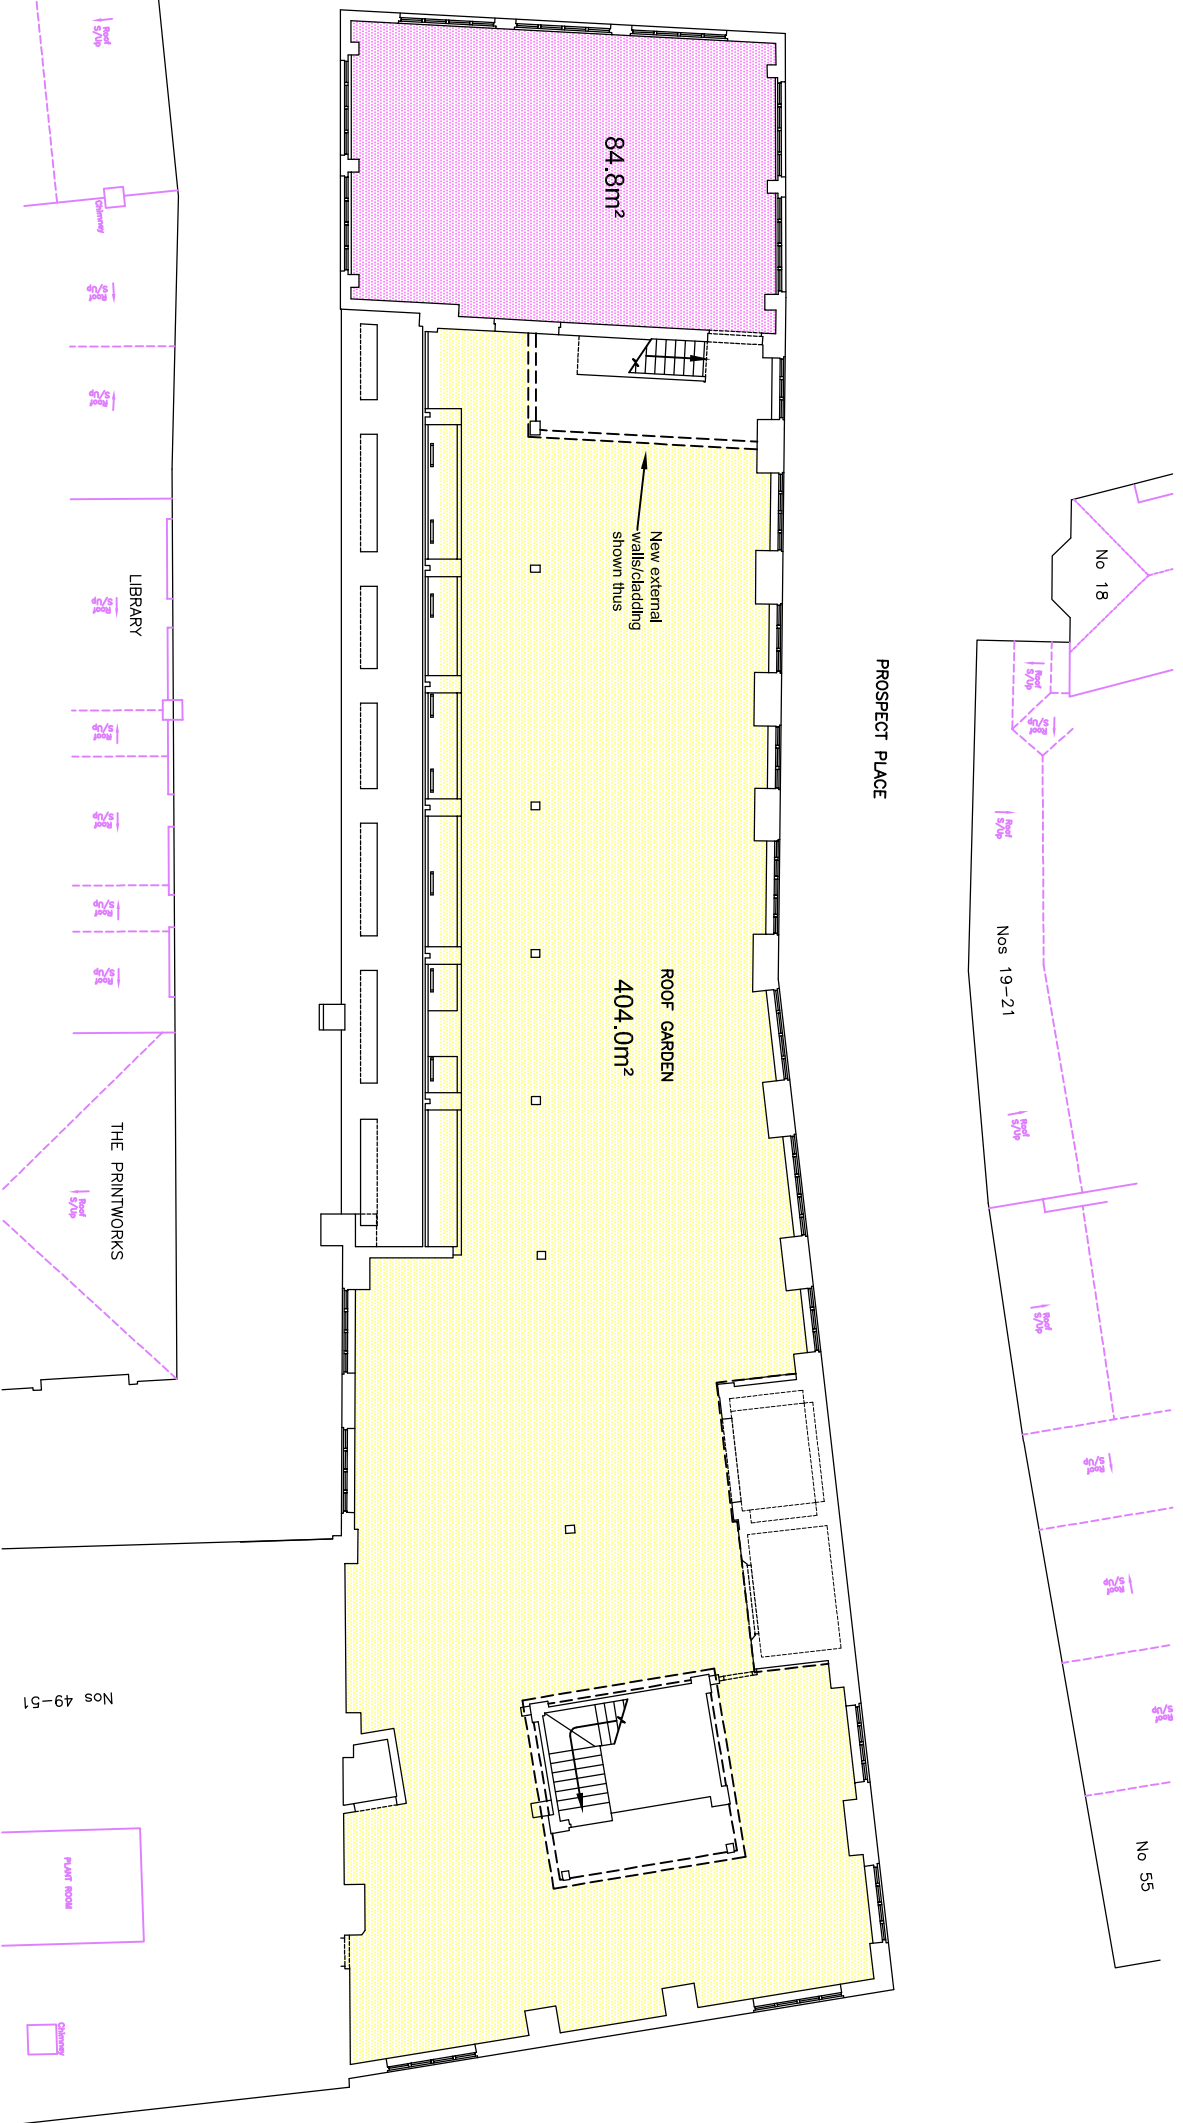 Roof
S/Up
Chimney
Roof
S/Up
Roof
S/Up
LIBRARY
Roof
S/Up
Roof
S/Up
Roof
S/Up
Roof
S/Up
Roof
S/Up
THE PRINTWORKS
Roof
S/Up
Nos 49-51
PLANT ROOM
Chimney
84.8m²
New external
walls/cladding
shown thus
ROOF GARDEN
404.0m²
PROSPECT PLACE
No 18
Roof
S/Up
Roof
S/Up
Roof
S/Up
Nos 19-21
Roof
S/Up
Roof
S/Up
Roof
S/Up
Roof
S/Up
Roof
S/Up
No 55